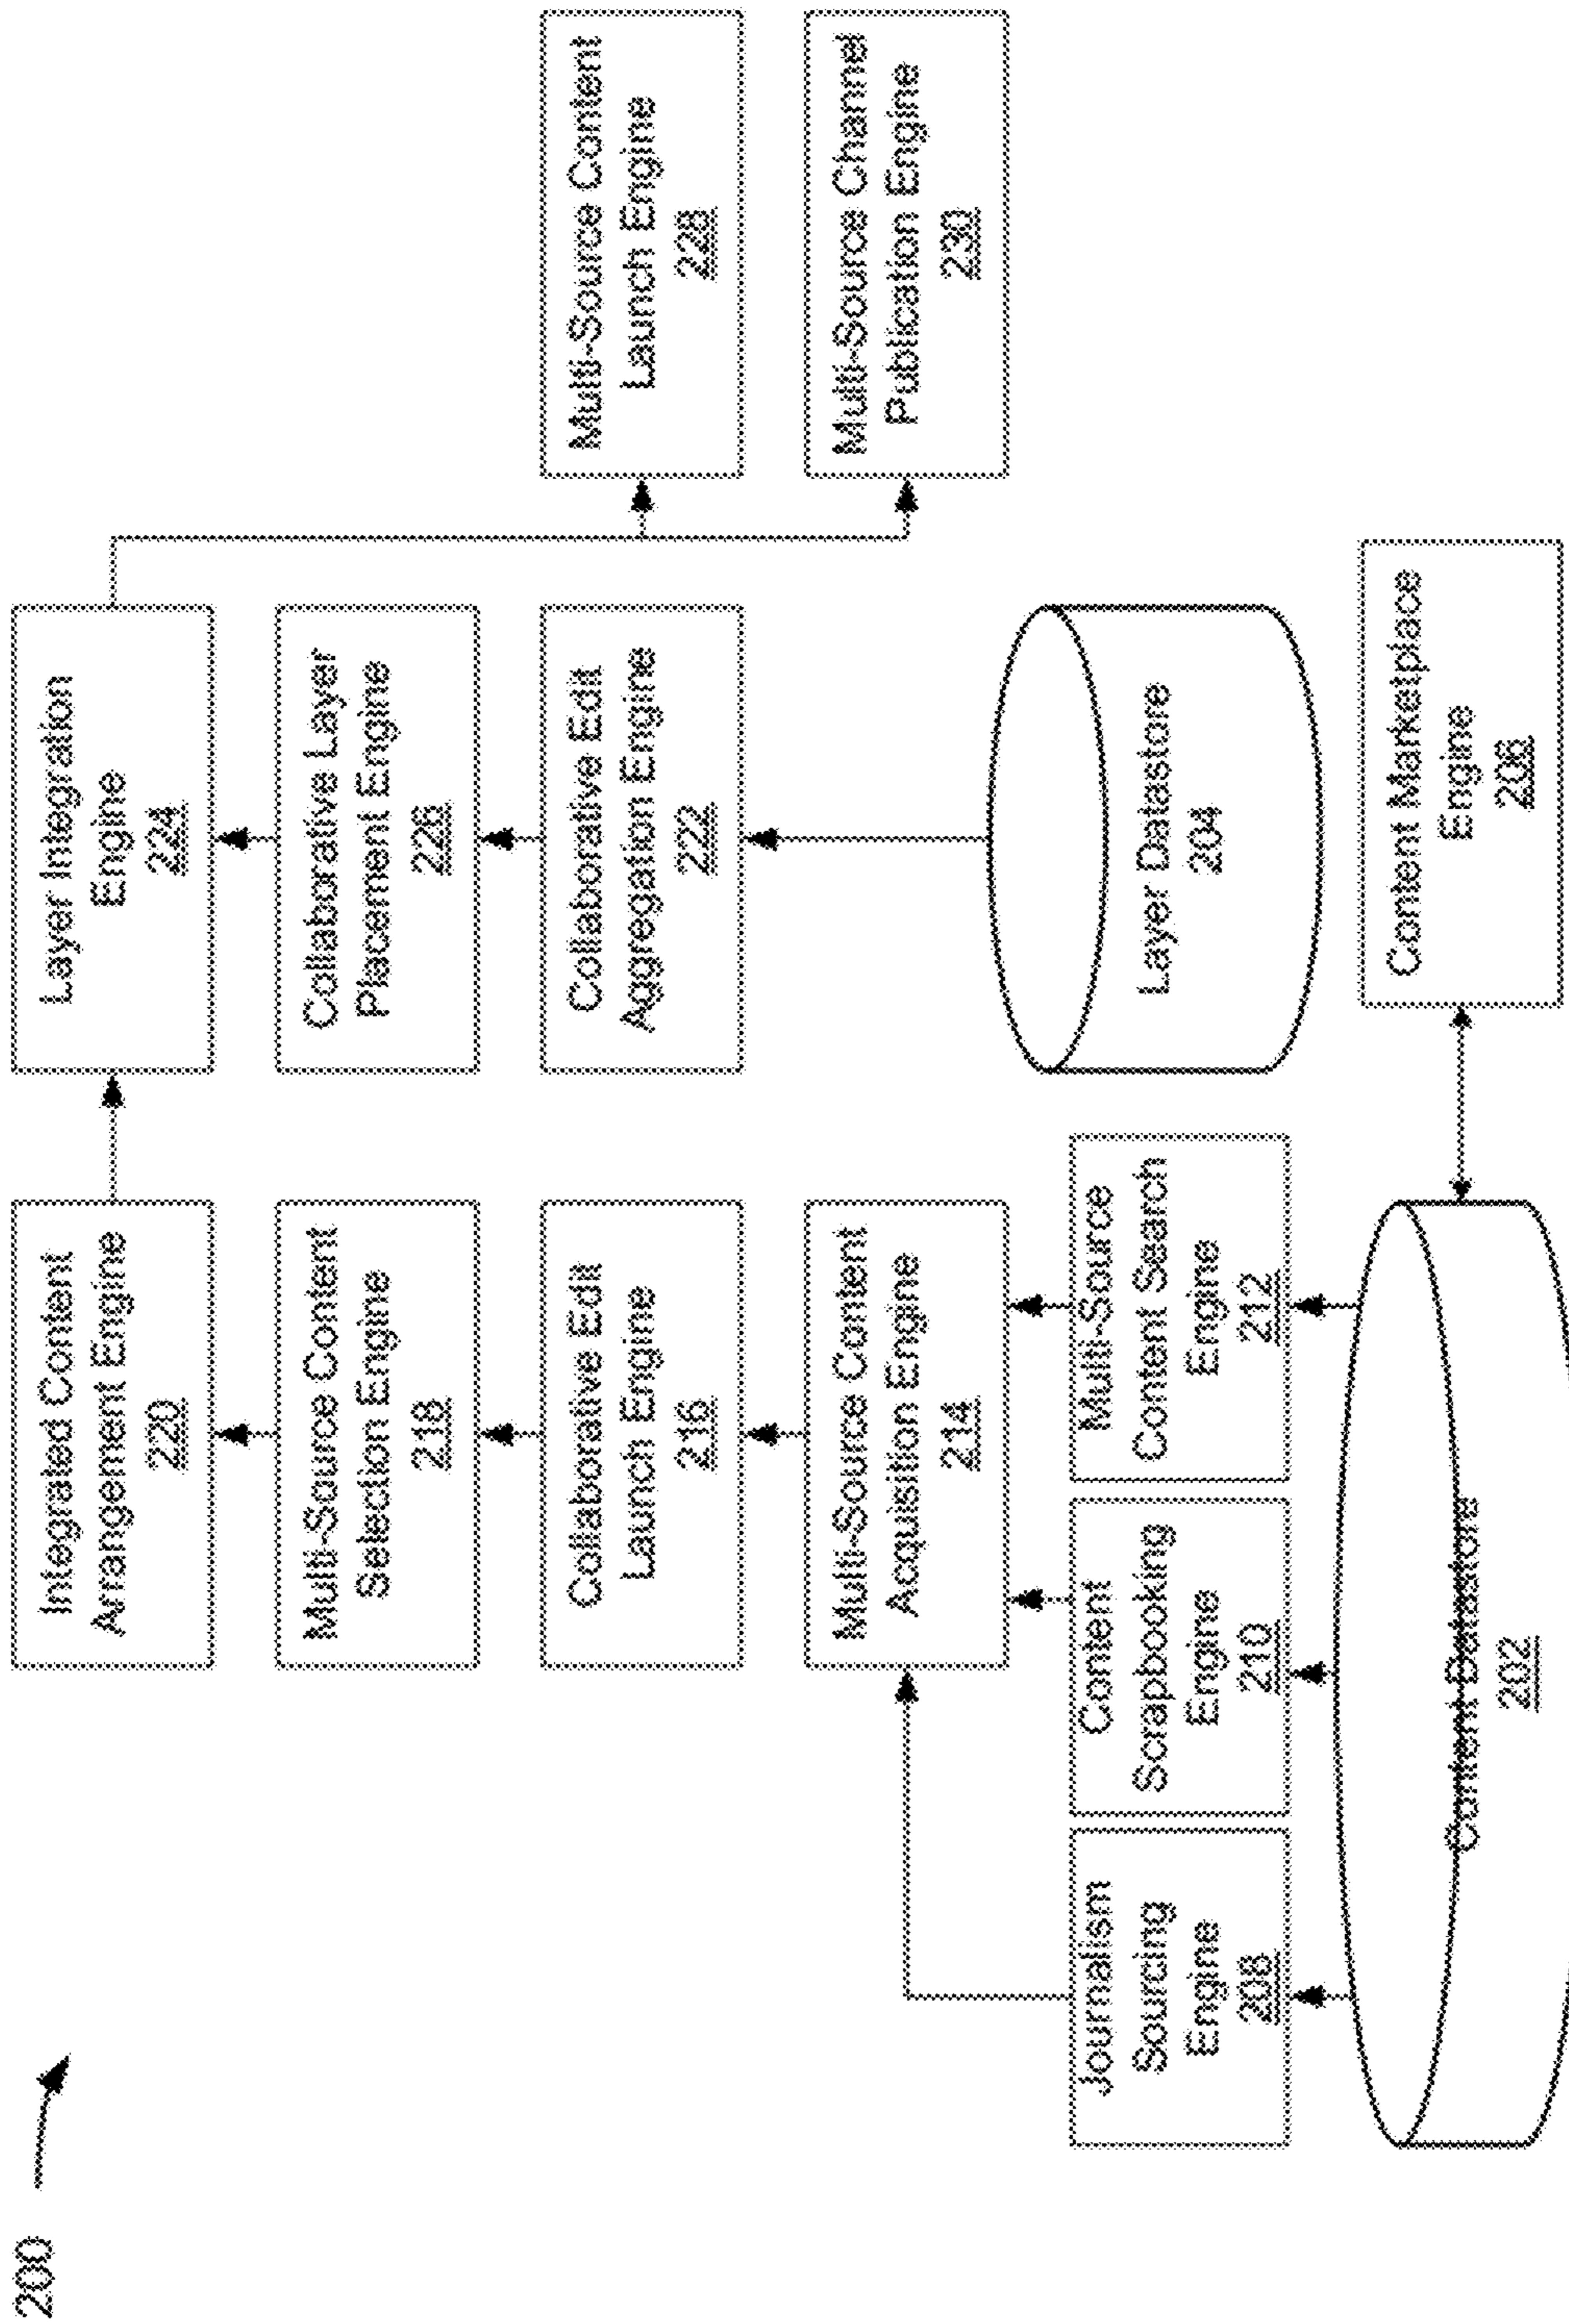 200
Integrated Content
Arrangement Engine
220
Layer Integration
Engine
224
Multi-Source Content
Selection Engine
218
Collaborative Layer
Placement Engine
226
Collaborative Edit
Launch Engine
216
Collaborative Edit
Aggregation Engine
222
Multi-Source Content
Launch Engine
228
Multi-Source Content
Acquisition Engine
214
Multi-Source Channel
Publication Engine
230
Journalism
Sourcing
Engine
208
Content
Scrapbooking
Engine
210
Multi-Source
Content Search
Engine
212
Layer Datastore
204
Content Datastore
202
Content Marketplace
Engine
206